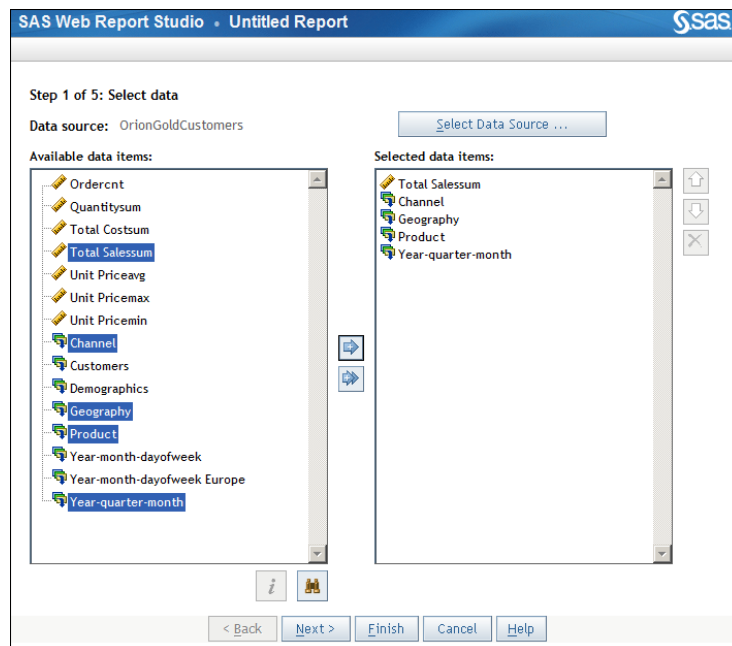 SAS Web Report Studio • Untitled Report
sas
Step 1 of 5: Select data
Data source: OrionGoldCustomers
Select Data Source ...
Available data items:
Ordercnt
Quantitysum
Total Costsum
Total Salessum
Unit Priceavg
Unit Pricemax
Unit Pricemin
Channel
Customers
Demographics
Geography
Product
Year-month-dayofweek
Year-month-dayofweek Europe
Year-quarter-month
Selected data items:
Total Salessum
Channel
Geography
Product
Year-quarter-month
i
< Back
Next >
Finish
Cancel
Help